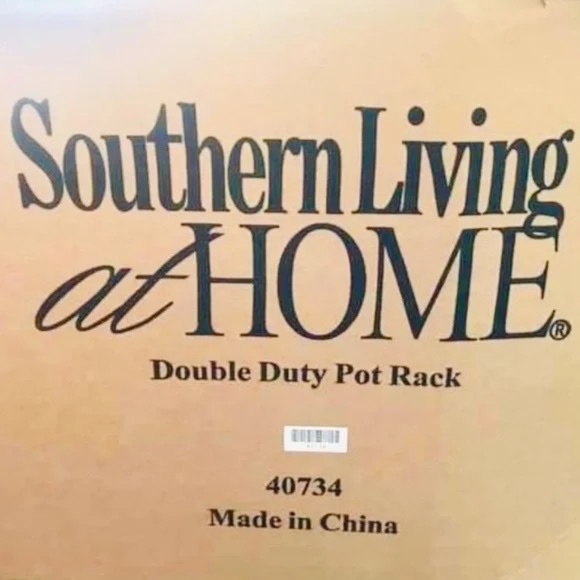 Southern Living
at HOME®
Double Duty Pot Rack
40734
Made in China